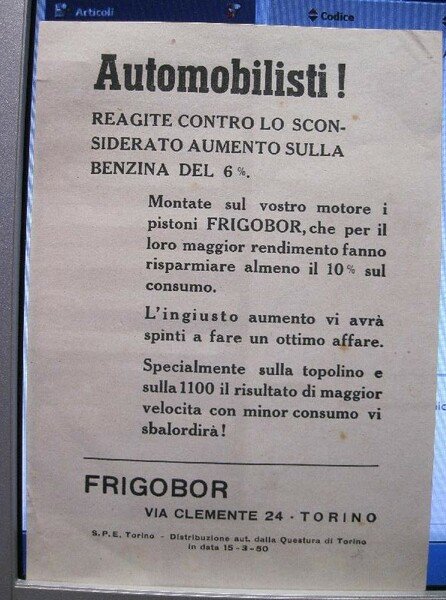 Articoli
Codice
Automobilisti !
REAGITE CONTRO LO SCON-
SIDERATO AUMENTO SULLA
BENZINA DEL 6 %.
Montate sul vostro motore i
pistoni FRIGOBOR, che per il
loro maggior rendimento fanno
risparmiare almeno il 10 % sul
consumo.
L'ingiusto aumento vi avrà
spinti a fare un ottimo affare.
Specialmente sulla topolino e
sulla 1100 il risultato di maggior
velocita con minor consumo vi
sbalordirà !
FRIGOBOR
VIA CLEMENTE 24 - TORINO
S.P.E. Torino - Distribuzione aut. dalla Questura di Torino
in data 15-3-50